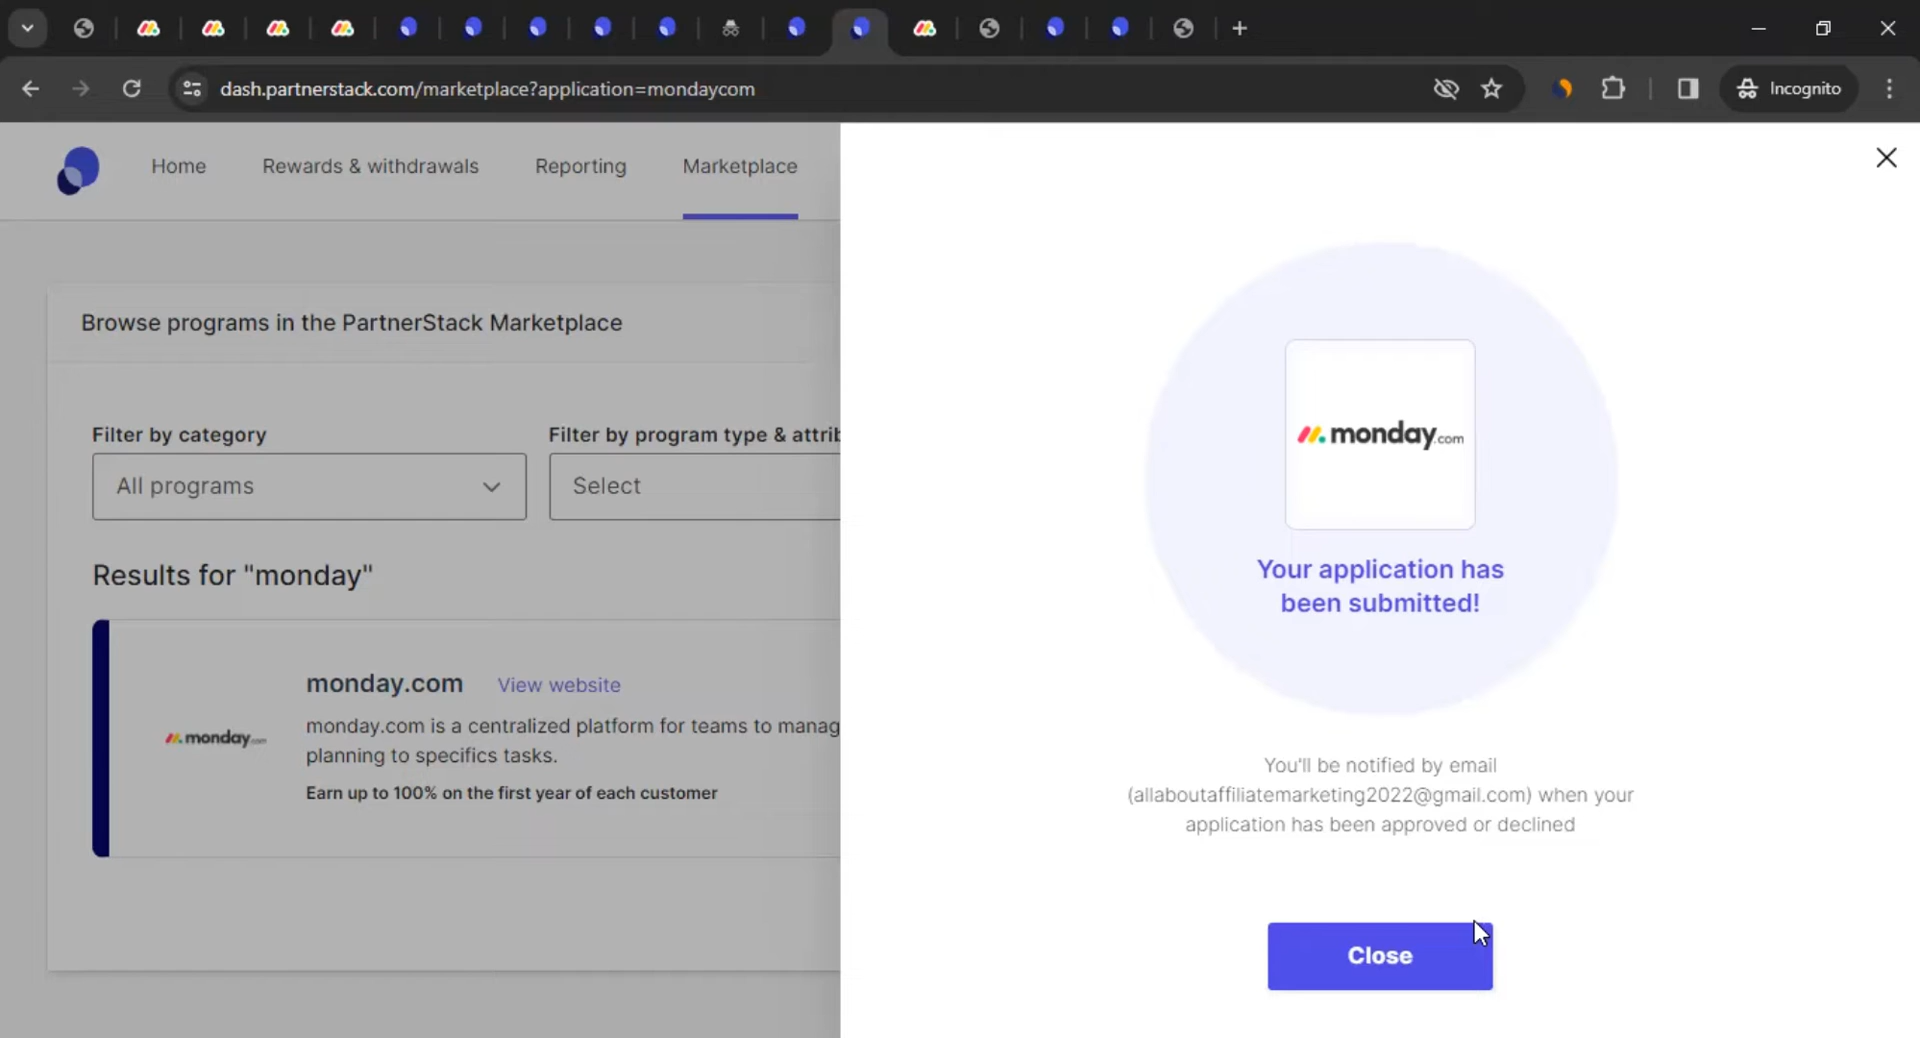 dash.partnerstack.com/marketplace?application=mondaycom
Incognito
Home
Rewards & withdrawals
Reporting
Marketplace
Browse programs in the PartnerStack Marketplace
Filter by category
Filter by program type & attrib
All programs
Select
Results for "monday"
monday.com
monday.com
View website
monday.com is a centralized platform for teams to manag
planning to specifics tasks.
Earn up to 100% on the first year of each customer
monday.com
Your application has
been submitted!
You'll be notified by email
(allaboutaffiliatemarketing2022@gmail.com) when your
application has been approved or declined
Close